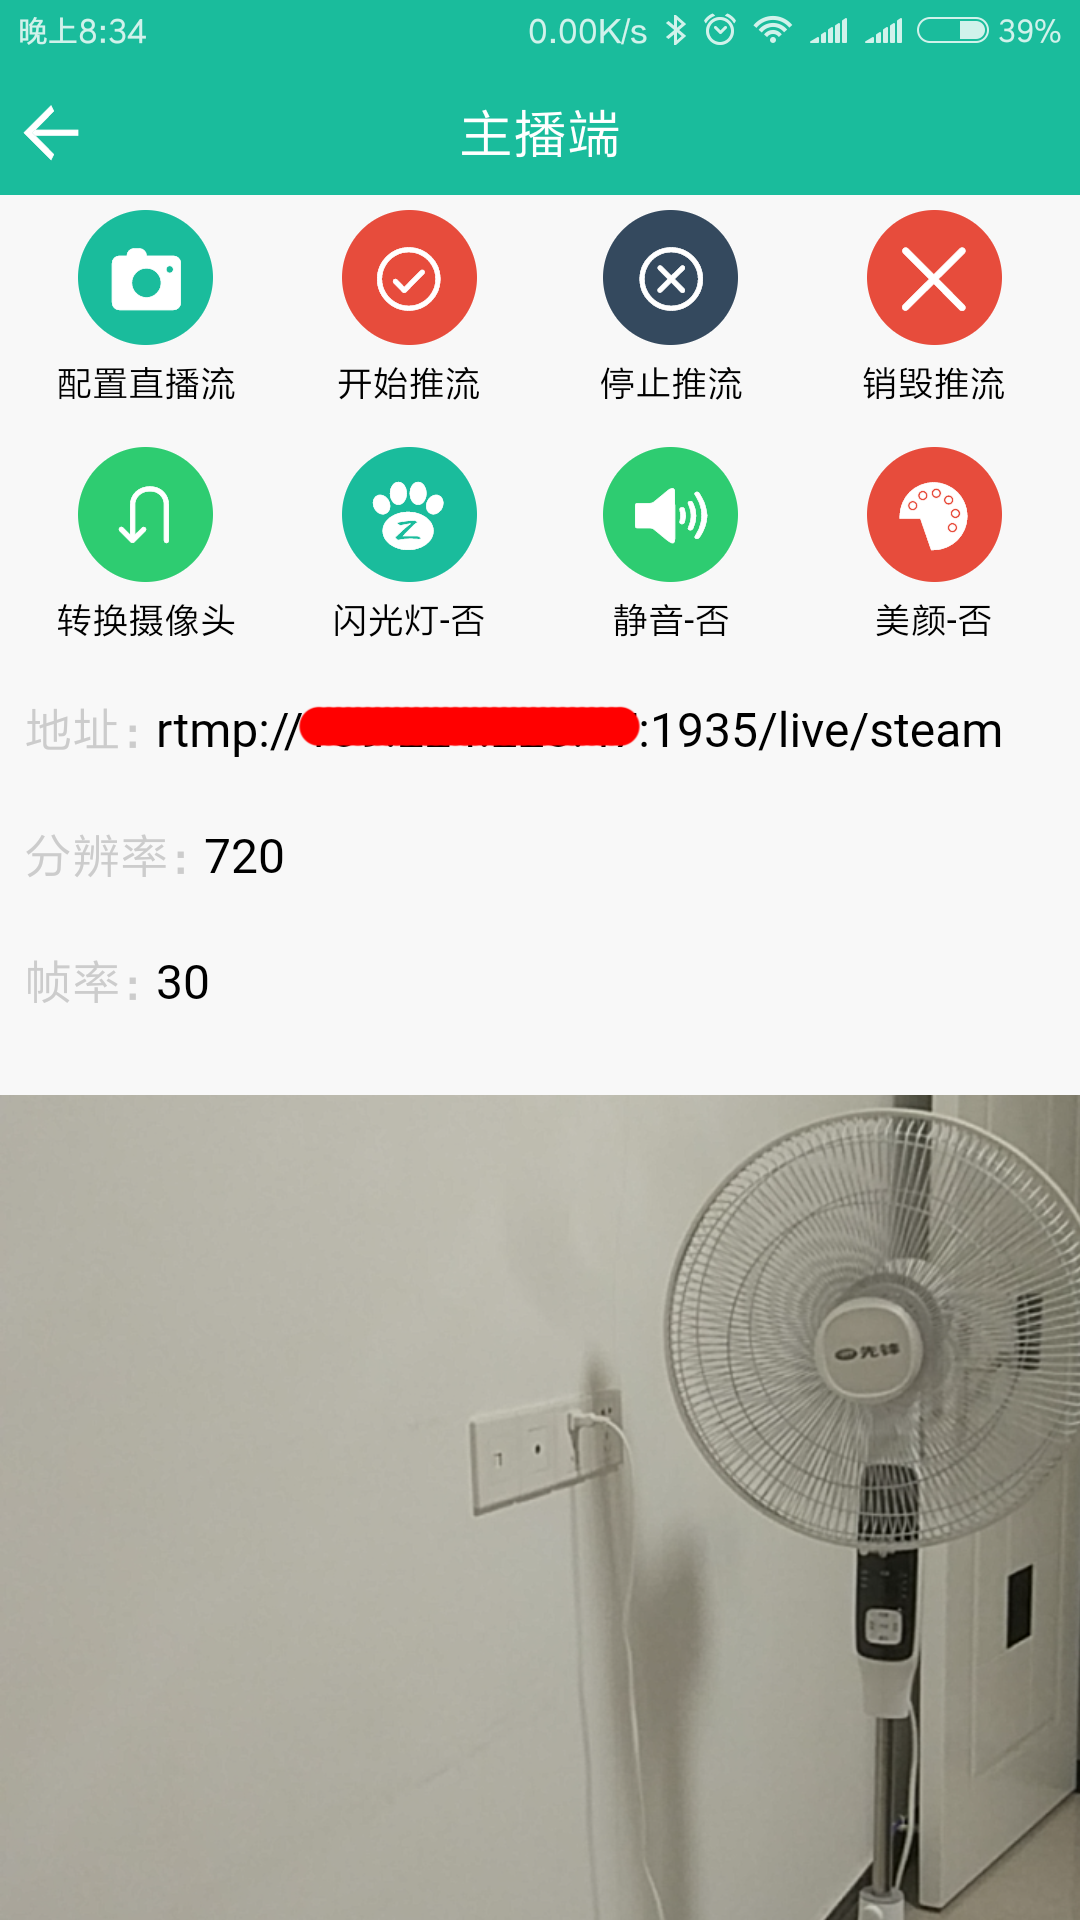 晚上8:34 0.00K/s 39%
主播端
配置直播流 开始推流 停止推流 销毁推流
转换摄像头 闪光灯-否 静音-否 美颜-否
地址: rtmp:// :1935/live/steam
分辨率: 720
帧率: 30
先锋